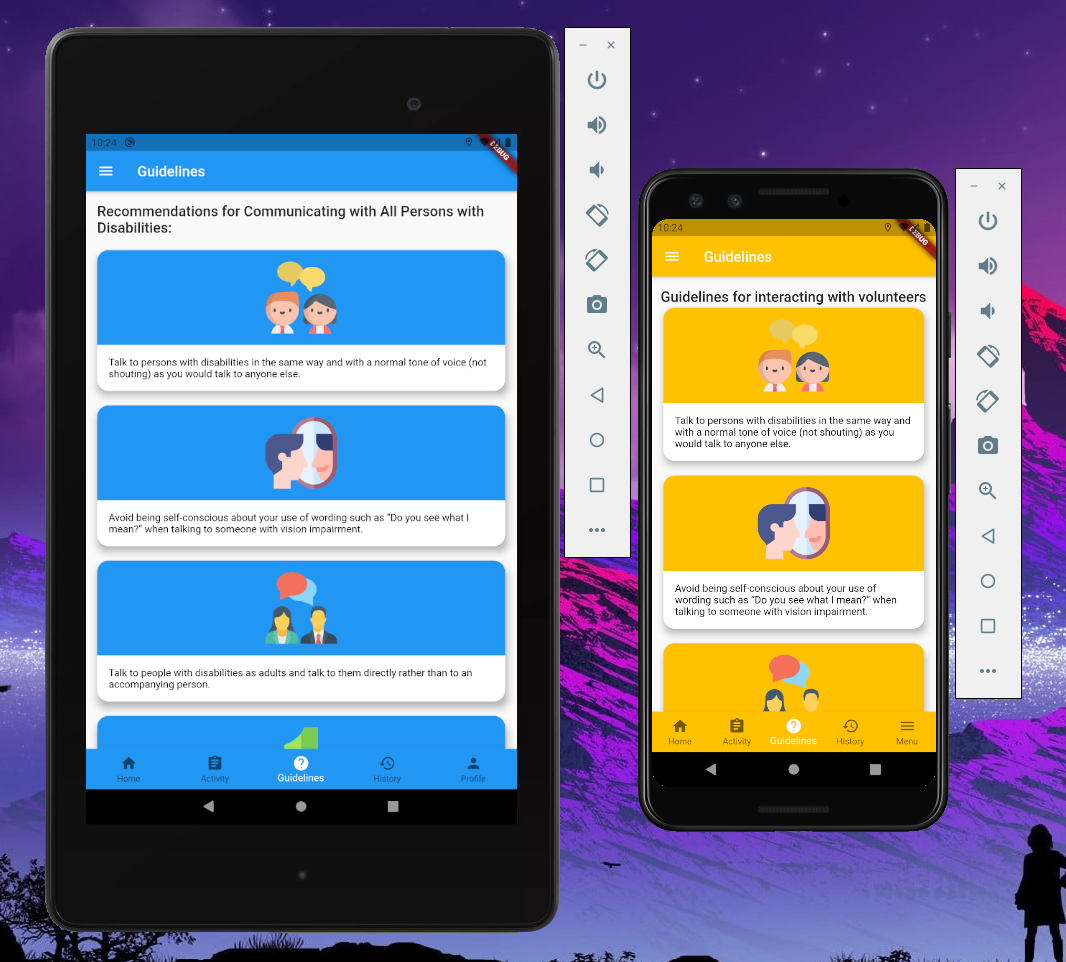 10:24
DEBUG
Guidelines
Recommendations for Communicating with All Persons with
Disabilities:
Talk to persons with disabilities in the same way and with a normal tone of voice (not
shouting) as you would talk to anyone else.
Avoid being self-conscious about your use of wording such as “Do you see what I
mean?” when talking to someone with vision impairment.
Talk to people with disabilities as adults and talk to them directly rather than to an
accompanying person.
Home
Activity
Guidelines
History
Profile
10:24
DEBUG
Guidelines
Guidelines for interacting with volunteers
Talk to persons with disabilities in the same way and
with a normal tone of voice (not shouting) as you
would talk to anyone else.
Avoid being self-conscious about your use of
wording such as “Do you see what I mean?” when
talking to someone with vision impairment.
Home
Activity
Guidelines
History
Menu